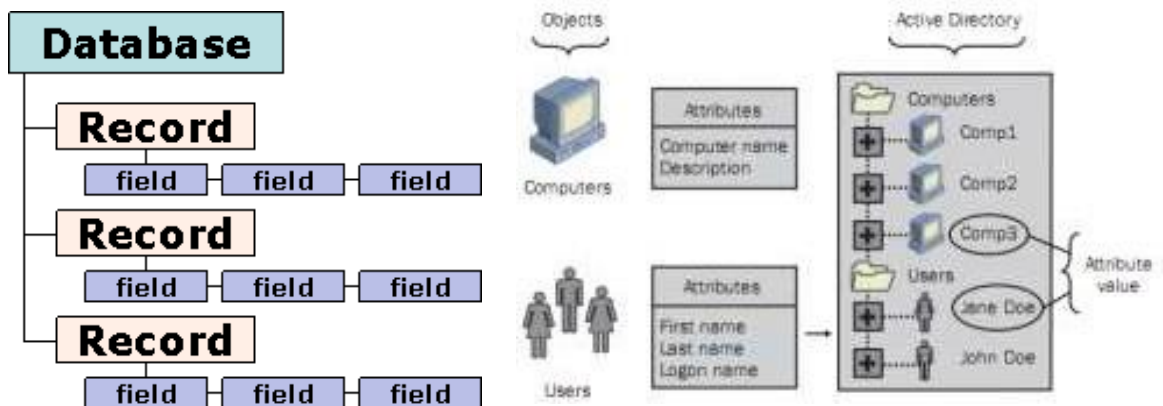 Database
Record
field field field
Record
field field field
Record
field field field
Objects
Computers
Attributes
Computer name
Description
Users
Attributes
First name
Last name
Logon name
Active Directory
Computers
Comp1
Comp2
Comp3
Users
Jane Doe
John Doe
Attribute
value